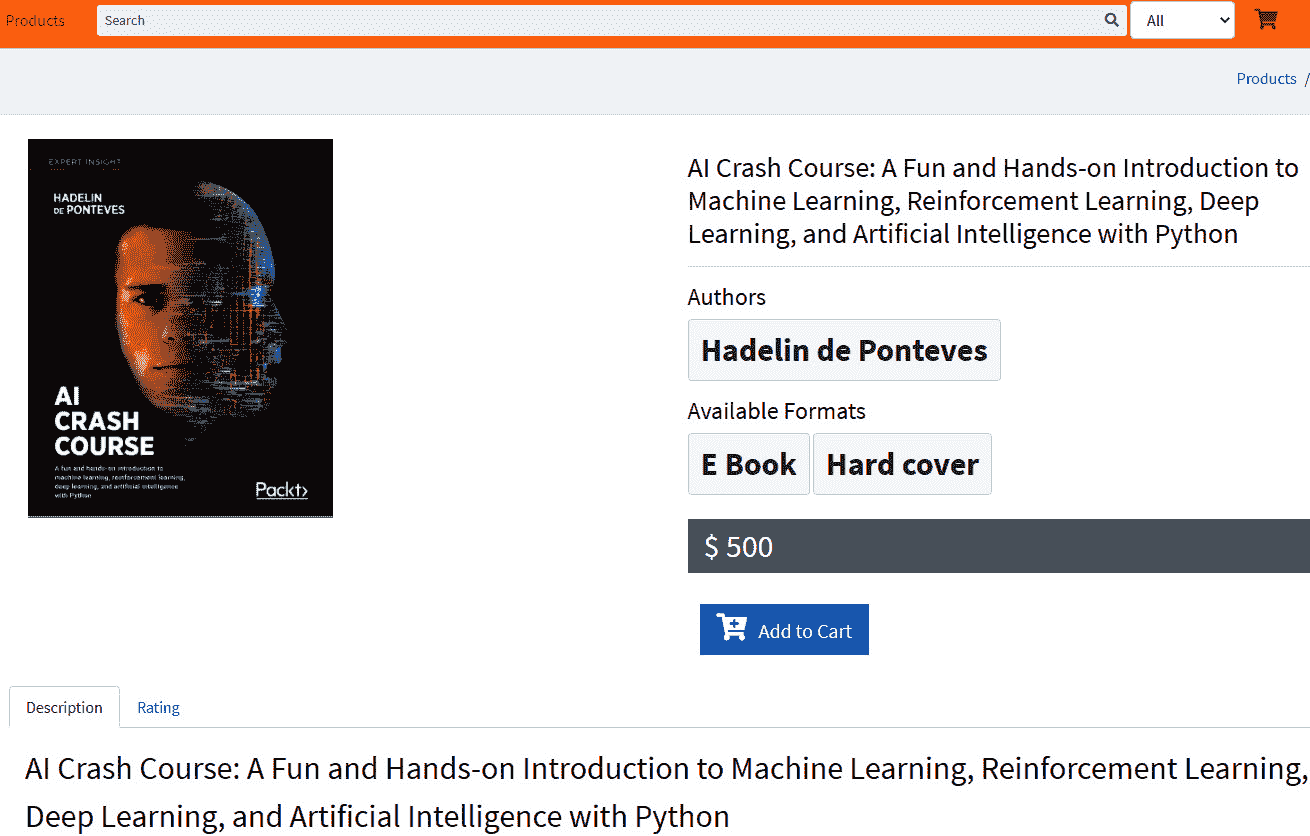 Products
Search
All
Products /
EXPERT INSIGHT
HADELIN
DE PONTEVES
AI
CRASH
COURSE
A fun and hands-on introduction to
machine learning, reinforcement learning,
deep learning, and artificial intelligence
with Python
Packt>
AI Crash Course: A Fun and Hands-on Introduction to
Machine Learning, Reinforcement Learning, Deep
Learning, and Artificial Intelligence with Python
Authors
Hadelin de Ponteves
Available Formats
E Book Hard cover
$ 500
Add to Cart
Description Rating
AI Crash Course: A Fun and Hands-on Introduction to Machine Learning, Reinforcement Learning,
Deep Learning, and Artificial Intelligence with Python